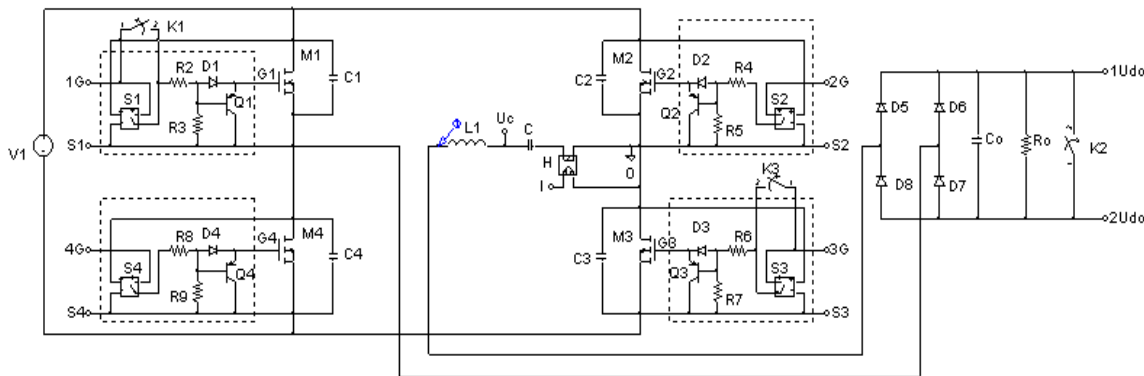 K1
M1
M2
R2 D1
D2 R4
1G
G1
C1
C2
G2
2G
1Udo
S1
Q1
Q2
S2
D5
D6
R3
R5
Uc
L1
C
Co
Ro
K2
V1
S1
H
0
S2
K3
D8
D7
I
2Udo
R8 D4
D3 R6
4G
G4
M4
M3
G3
3G
S4
Q4
C4
C3
Q3
S3
R9
R7
S4
S3